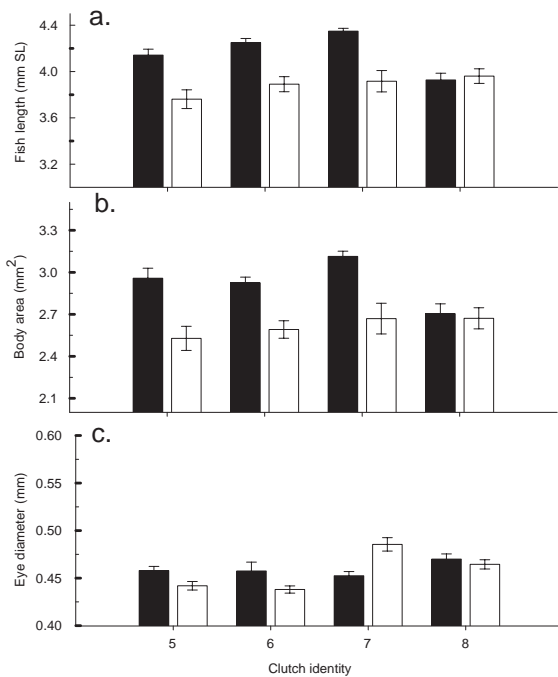 a.
Fish length (mm SL)
4.4
4.0
3.6
3.2
b.
Body area (mm²)
3.3
3.0
2.7
2.4
2.1
c.
Eye diameter (mm)
0.60
0.55
0.50
0.45
0.40
5 6 7 8
Clutch identity